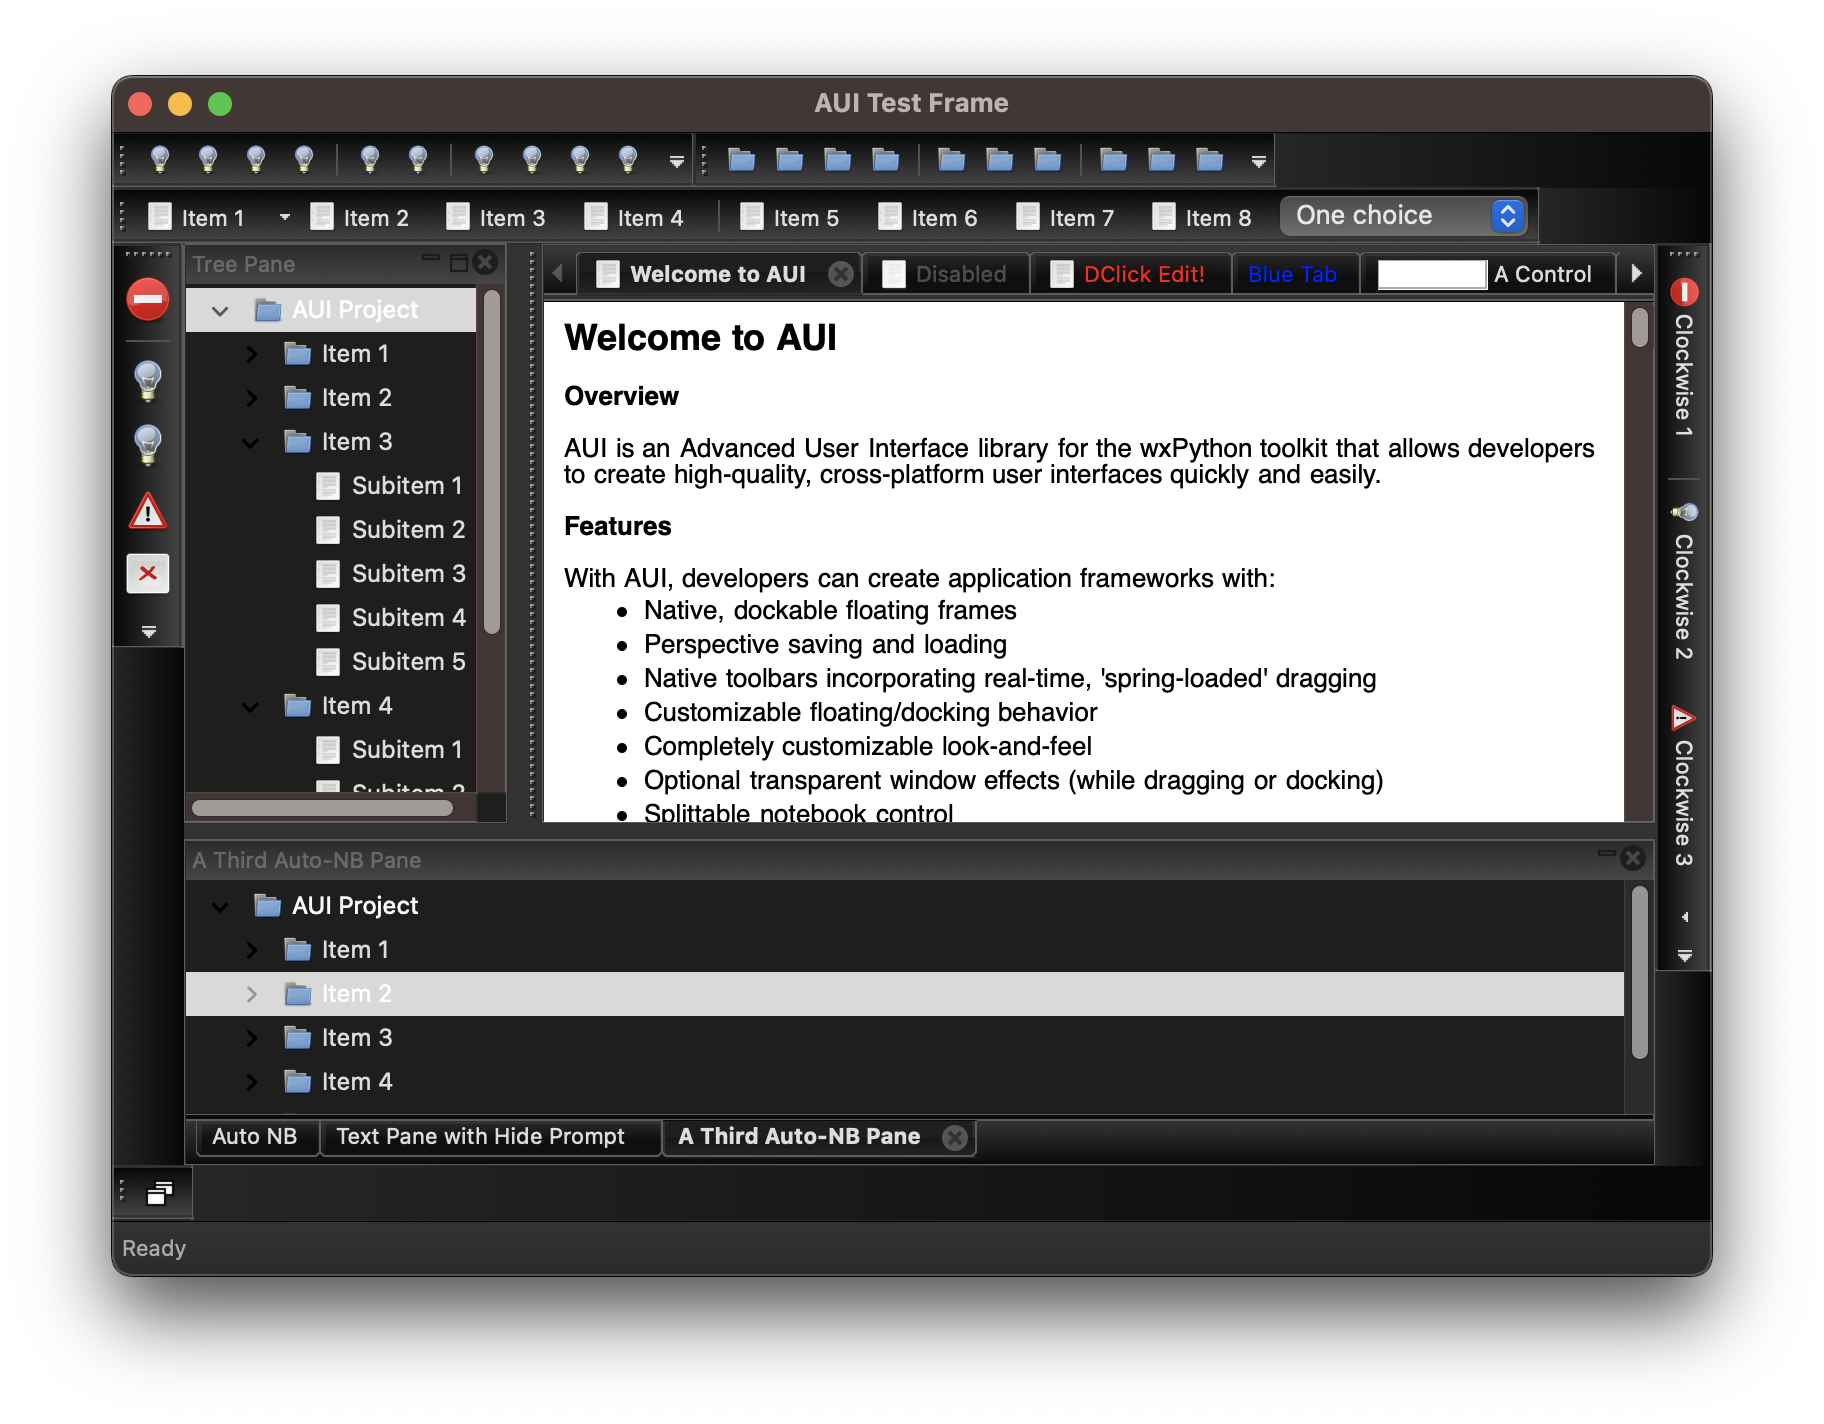 AUI Test Frame
Item 1
Item 2
Item 3
Item 4
Item 5
Item 6
Item 7
Item 8
One choice
Tree Pane
AUI Project
Item 1
Item 2
Item 3
Subitem 1
Subitem 2
Subitem 3
Subitem 4
Subitem 5
Item 4
Subitem 1
Subitem 2
Welcome to AUI
Disabled
DClick Edit!
Blue Tab
A Control
Welcome to AUI
Overview
AUI is an Advanced User Interface library for the wxPython toolkit that allows developers
to create high-quality, cross-platform user interfaces quickly and easily.
Features
With AUI, developers can create application frameworks with:
• Native, dockable floating frames
• Perspective saving and loading
• Native toolbars incorporating real-time, 'spring-loaded' dragging
• Customizable floating/docking behavior
• Completely customizable look-and-feel
• Optional transparent window effects (while dragging or docking)
• Splittable notebook control
Clockwise 1
Clockwise 2
Clockwise 3
A Third Auto-NB Pane
AUI Project
Item 1
Item 2
Item 3
Item 4
Auto NB
Text Pane with Hide Prompt
A Third Auto-NB Pane
Ready